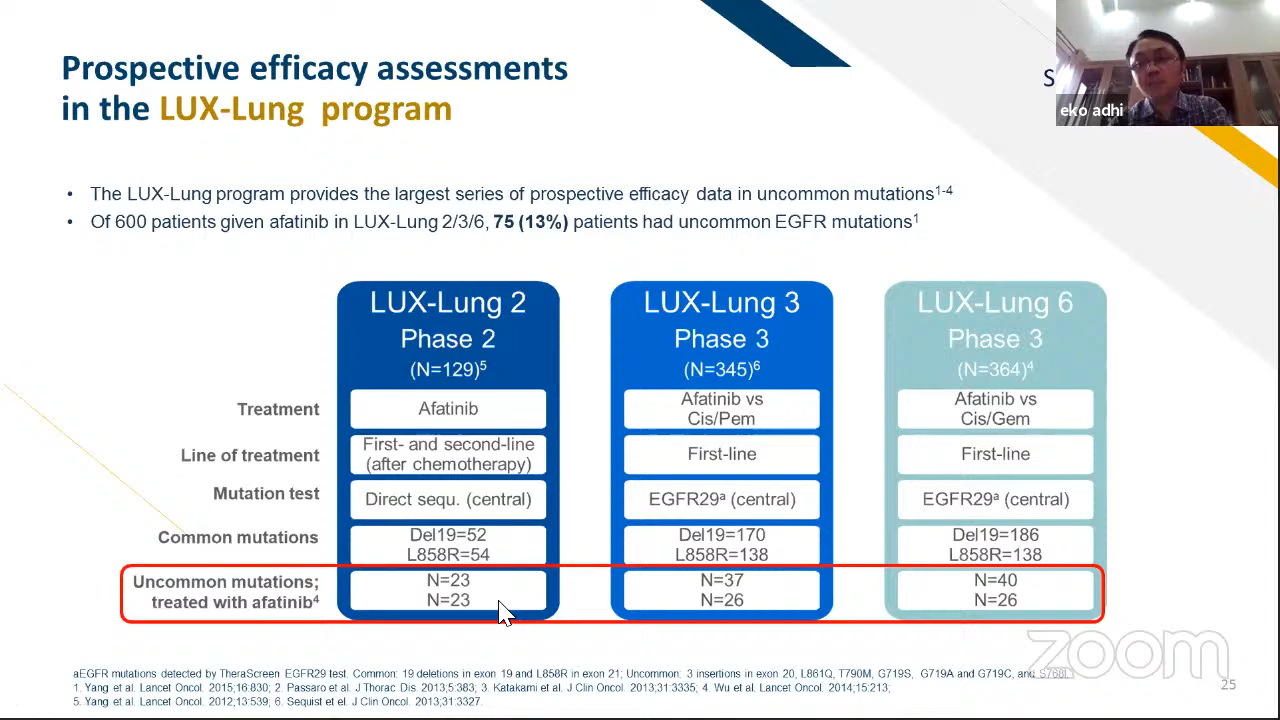 Prospective efficacy assessments
in the LUX-Lung program
S
eko adhi
• The LUX-Lung program provides the largest series of prospective efficacy data in uncommon mutations1-4
• Of 600 patients given afatinib in LUX-Lung 2/3/6, 75 (13%) patients had uncommon EGFR mutations1
LUX-Lung 2
Phase 2
(N=129)5
LUX-Lung 3
Phase 3
(N=345)6
LUX-Lung 6
Phase 3
(N=364)4
Treatment
Afatinib
Afatinib vs
Cis/Pem
Afatinib vs
Cis/Gem
Line of treatment
First- and second-line
(after chemotherapy)
First-line
First-line
Mutation test
Direct sequ. (central)
EGFR29a (central)
EGFR29a (central)
Common mutations
Del19=52
L858R=54
Del19=170
L858R=138
Del19=186
L858R=138
Uncommon mutations;
treated with afatinib4
N=23
N=23
N=37
N=26
N=40
N=26
zoom
aEGFR mutations detected by TheraScreen EGFR29 test. Common: 19 deletions in exon 19 and L858R in exon 21; Uncommon: 3 insertions in exon 20, L861Q, T790M, G719S, G719A and G719C, and S768I.
1. Yang et al. Lancet Oncol. 2015;16:830; 2. Passaro et al. J Thorac Dis. 2013;5:383; 3. Katakami et al. J Clin Oncol. 2013;31:3335; 4. Wu et al. Lancet Oncol. 2014;15:213;
5. Yang et al. Lancet Oncol. 2012;13:539; 6. Sequist et al. J Clin Oncol. 2013;31:3327.
25